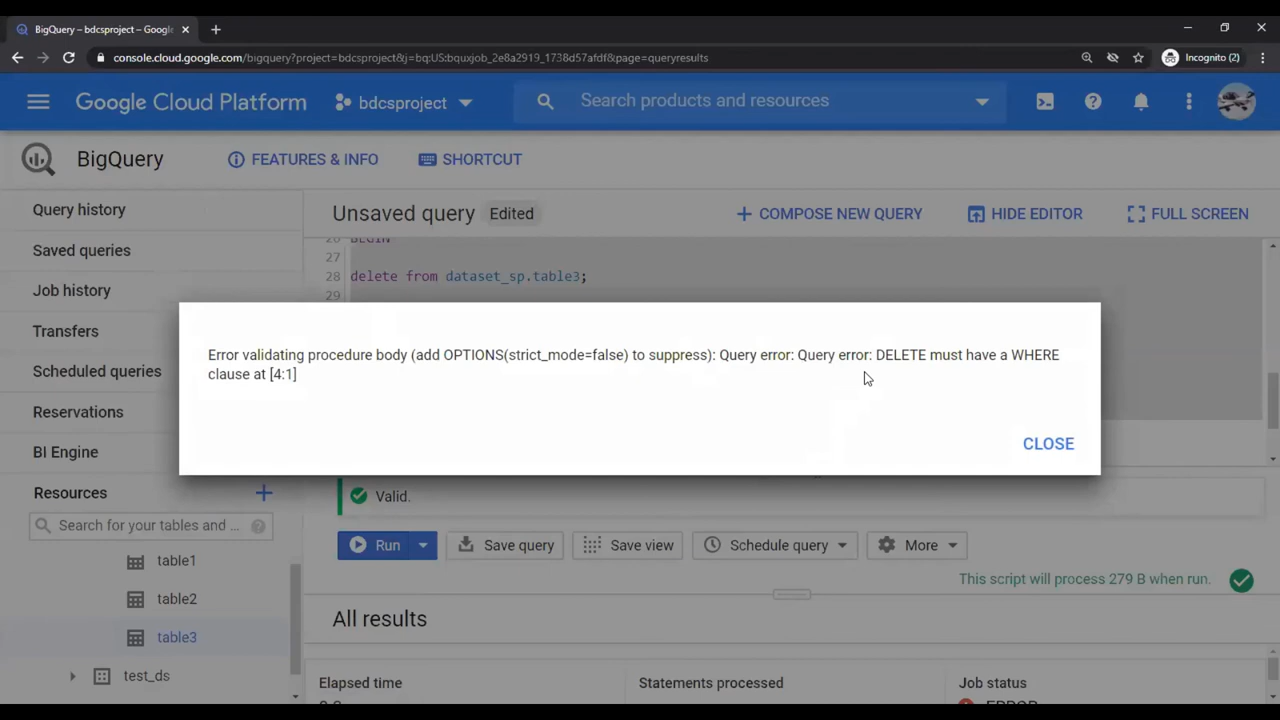 BigQuery – bdcsproject – Google
console.cloud.google.com/bigquery?project=bdcsproject&j=bq:US:bquxjob_2e8a2919_1738d57afdf&page=queryresults
Incognito (2)
Google Cloud Platform
bdcsproject
Search products and resources
BigQuery
FEATURES & INFO
SHORTCUT
Query history
Saved queries
Job history
Transfers
Scheduled queries
Reservations
BI Engine
Resources
Search for your tables and ...
table1
table2
table3
test_ds
Unsaved query Edited
COMPOSE NEW QUERY
HIDE EDITOR
FULL SCREEN
26 BEGIN
27
28 delete from dataset_sp.table3;
29
Error validating procedure body (add OPTIONS(strict_mode=false) to suppress): Query error: Query error: DELETE must have a WHERE
clause at [4:1]
CLOSE
Valid.
Run
Save query
Save view
Schedule query
More
This script will process 279 B when run.
All results
Elapsed time
Statements processed
Job status
ERROR